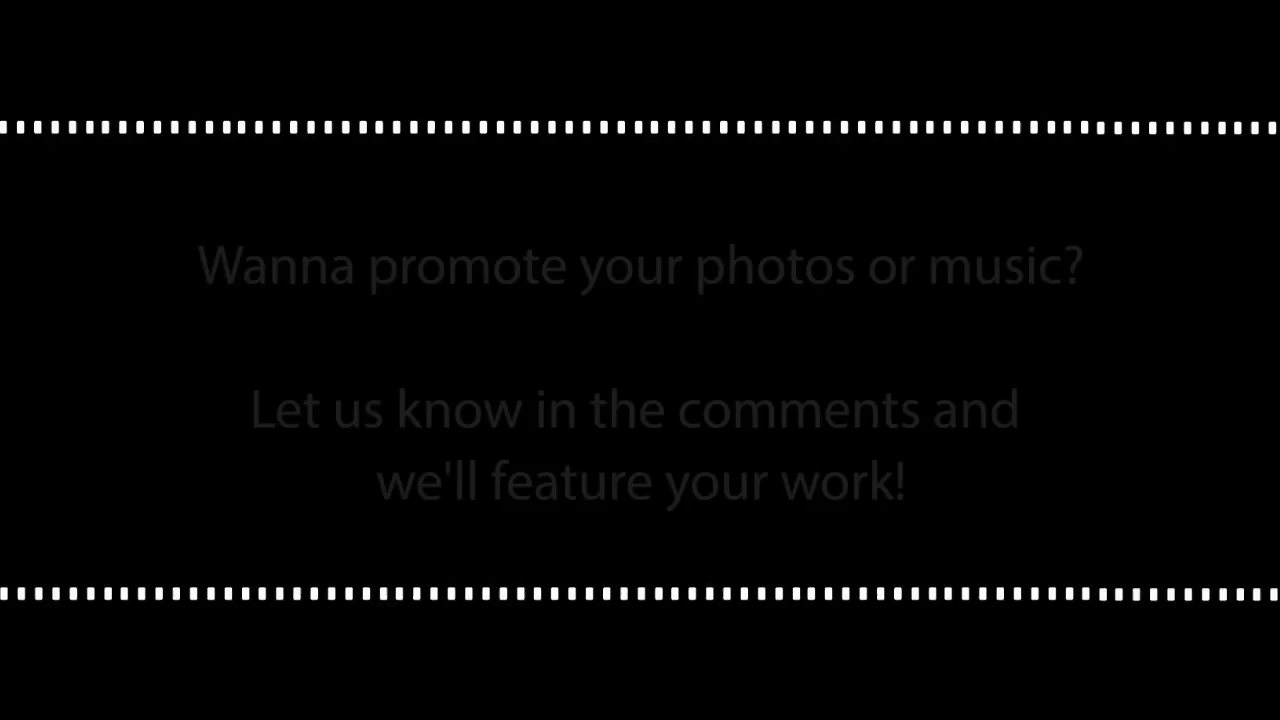 Wanna promote your photos or music?
Let us know in the comments and
we'll feature your work!